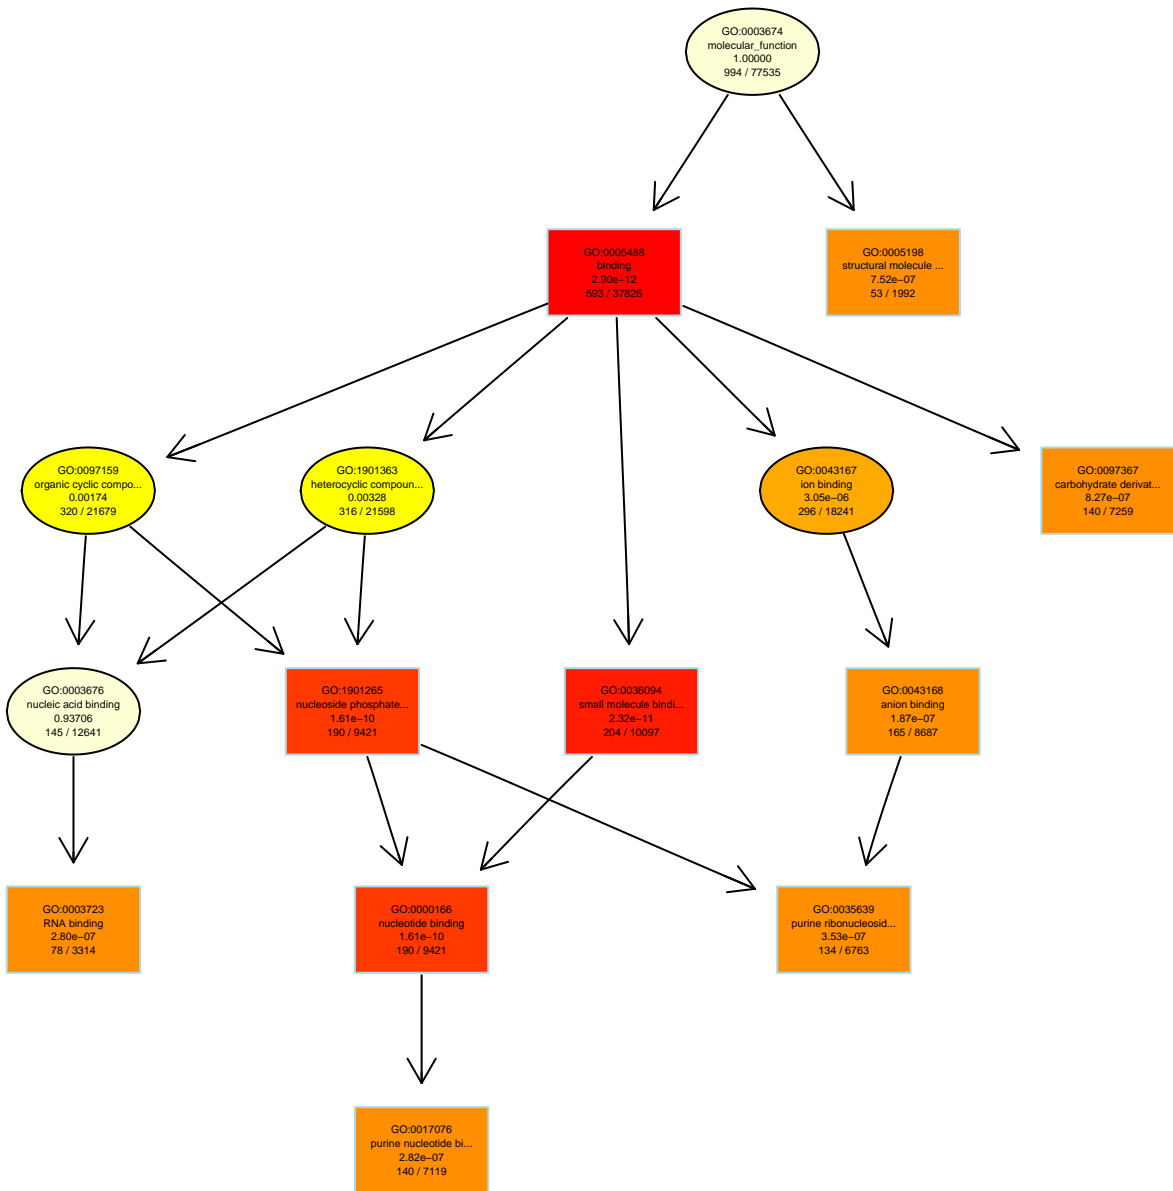 GO:0003674
molecular_function
1.00000
994 / 77535
GO:0005488
binding
2.90e−12
593 / 37826
GO:0005198
structural molecule ...
7.52e−07
53 / 1992
GO:0097159
organic cyclic compo...
0.00174
320 / 21679
GO:1901363
heterocyclic compoun...
0.00328
316 / 21598
GO:0043167
ion binding
3.05e−06
296 / 18241
GO:0097367
carbohydrate derivat...
8.27e−07
140 / 7259
GO:0003676
nucleic acid binding
0.93706
145 / 12641
GO:1901265
nucleoside phosphate...
1.61e−10
190 / 9421
GO:0036094
small molecule bindi...
2.32e−11
204 / 10097
GO:0043168
anion binding
1.87e−07
165 / 8687
GO:0003723
RNA binding
2.80e−07
78 / 3314
GO:0000166
nucleotide binding
1.61e−10
190 / 9421
GO:0035639
purine ribonucleosid...
3.53e−07
134 / 6763
GO:0017076
purine nucleotide bi...
2.82e−07
140 / 7119